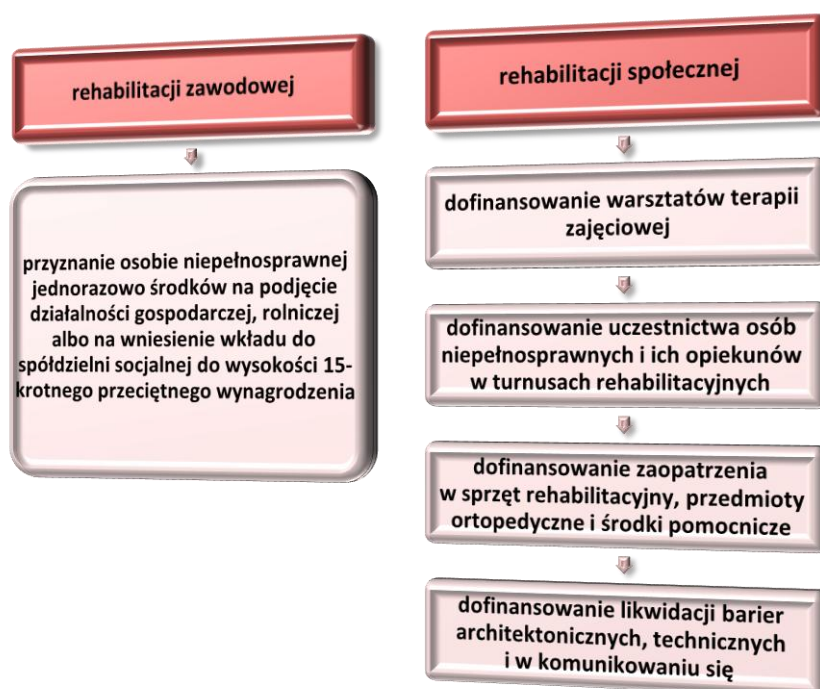 rehabilitacji zawodowej
przyznanie osobie niepełnosprawnej
jednorazowo środków na podjęcie
działalności gospodarczej, rolniczej
albo na wniesienie wkładu do
spółdzielni socjalnej do wysokości 15-
krotnego przeciętnego wynagrodzenia
rehabilitacji społecznej
dofinansowanie warsztatów terapii
zajęciowej
dofinansowanie uczestnictwa osób
niepełnosprawnych i ich opiekunów
w turnusach rehabilitacyjnych
dofinansowanie zaopatrzenia
w sprzęt rehabilitacyjny, przedmioty
ortopedyczne i środki pomocnicze
dofinansowanie likwidacji barier
architektonicznych, technicznych
i w komunikowaniu się